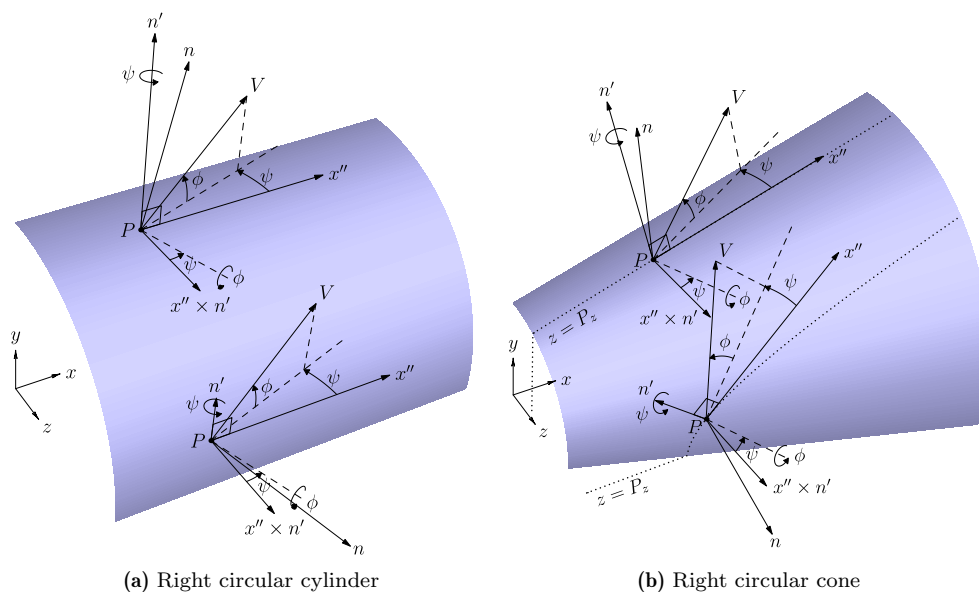 n′
n
ψ
V
ϕ
ψ
x″
P
ψ
ϕ
x″ × n′
V
y
x
z
n′
ψ
ϕ
ψ
x″
P
ψ
ϕ
x″ × n′
n
(a) Right circular cylinder
n′
n
ψ
V
x″
ψ
ϕ
P
V
x″
ψ
ψ
ϕ
x″ × n′
z = P_z
ϕ
y
x
z
n′
ψ
P
ψ
ϕ
x″ × n′
z = P_z
n
(b) Right circular cone